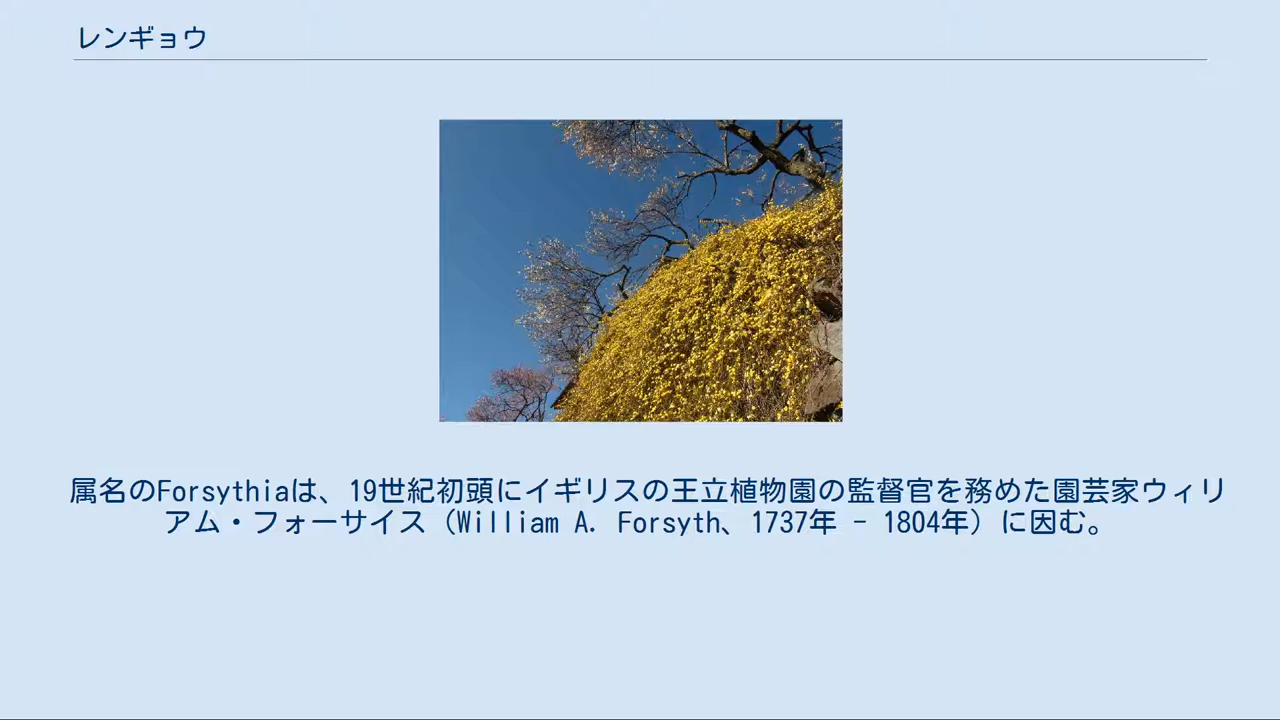 レンギョウ
属名のForsythiaは、19世紀初頭にイギリスの王立植物園の監督官を務めた園芸家ウィリ
アム・フォーサイス（William A. Forsyth、1737年 - 1804年）に因む。